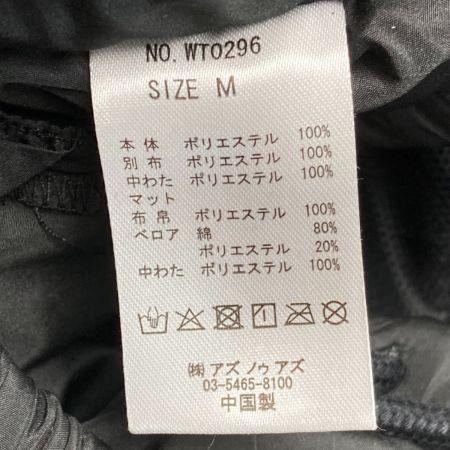 NO. WT0296
SIZE M
本体 ポリエステル 100%
別布 ポリエステル 100%
中わた ポリエステル 100%
マット
布帛 ポリエステル 100%
ベロア 綿 80%
ポリエステル 20%
中わた ポリエステル 100%
㈱アズ ノゥ アズ
03-5465-8100
中国製